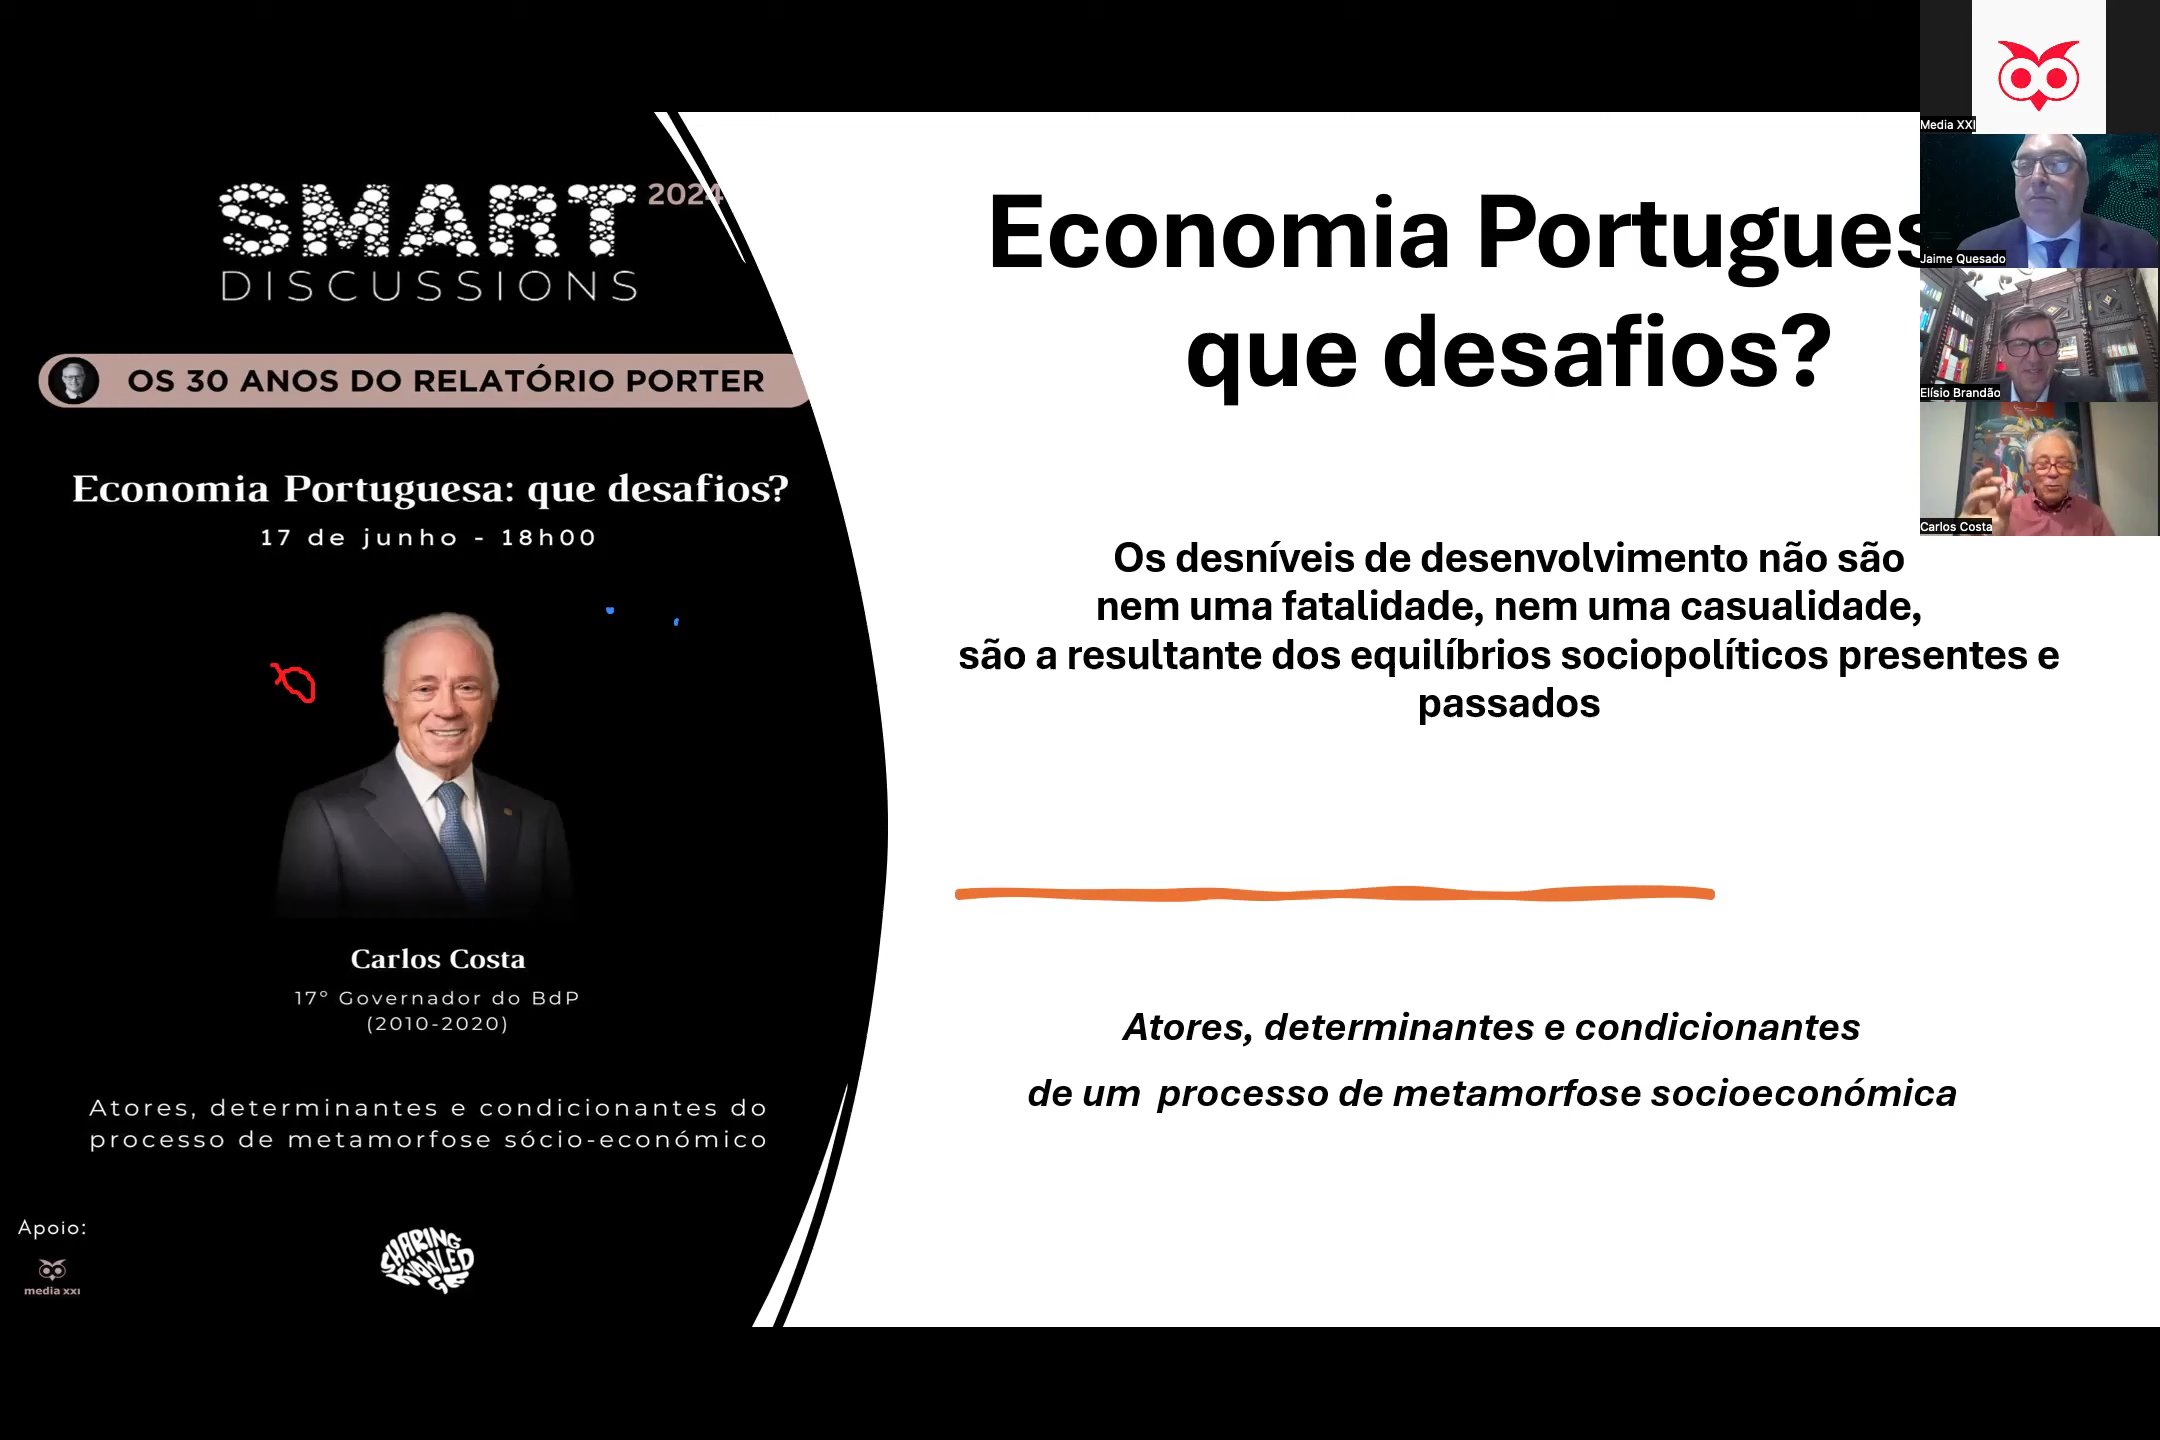 SMART 2024
DISCUSSIONS
OS 30 ANOS DO RELATÓRIO PORTER
Economia Portuguesa: que desafios?
17 de junho - 18h00
Carlos Costa
17º Governador do BdP
(2010-2020)
Atores, determinantes e condicionantes do
processo de metamorfose sócio-económico
Apoio:
media xxi
SHARING
KNOWLED
GE
Economia Portugues
que desafios?
Os desníveis de desenvolvimento não são
nem uma fatalidade, nem uma casualidade,
são a resultante dos equilíbrios sociopolíticos presentes e
passados
Atores, determinantes e condicionantes
de um processo de metamorfose socioeconómica
Media XXI
Jaime Quesado
Elísio Brandão
Carlos Costa